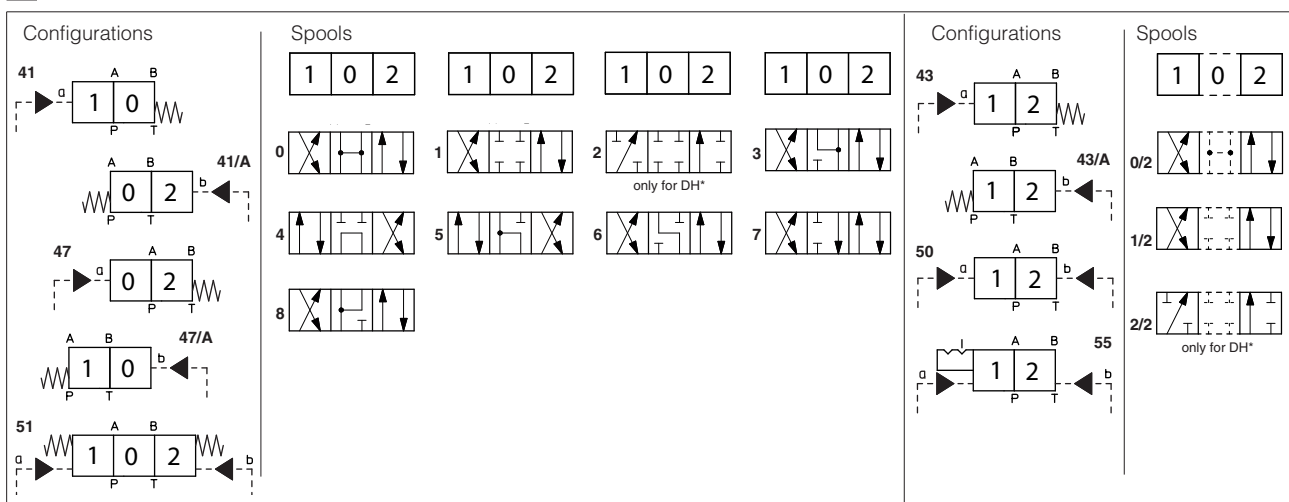 Configurations
41
a
A B
1 0
P T
41/A
A B
0 2
b
P T
47
a
A B
0 2
P T
47/A
A B
1 0
b
P T
51
a
A B
1 0 2
b
P T
Spools
1 0 2
1 0 2
1 0 2
1 0 2
0
1
2
3
only for DH*
4
5
6
7
8
Configurations
43
a
A B
1 2
P T
43/A
A B
1 2
b
P T
50
a
A B
1 2
b
P T
55
a
A B
1 2
b
P T
Spools
1 0 2
0/2
1/2
2/2
only for DH*